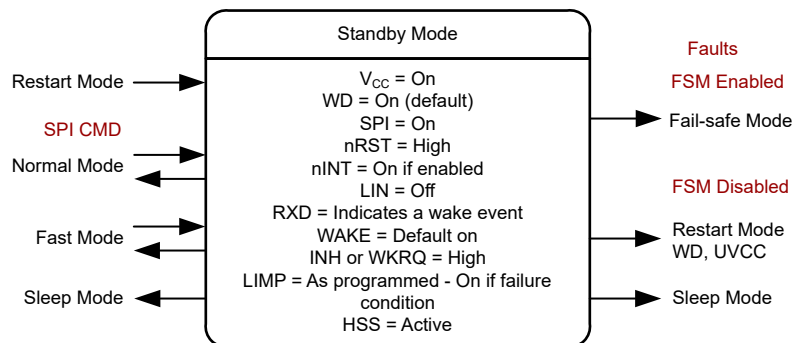 Standby Mode
Restart Mode
SPI CMD
Normal Mode
Fast Mode
Sleep Mode
V_CC = On
WD = On (default)
SPI = On
nRST = High
nINT = On if enabled
LIN = Off
RXD = Indicates a wake event
WAKE = Default on
INH or WKRQ = High
LIMP = As programmed - On if failure
condition
HSS = Active
Faults
FSM Enabled
Fail-safe Mode
FSM Disabled
Restart Mode
WD, UVCC
Sleep Mode